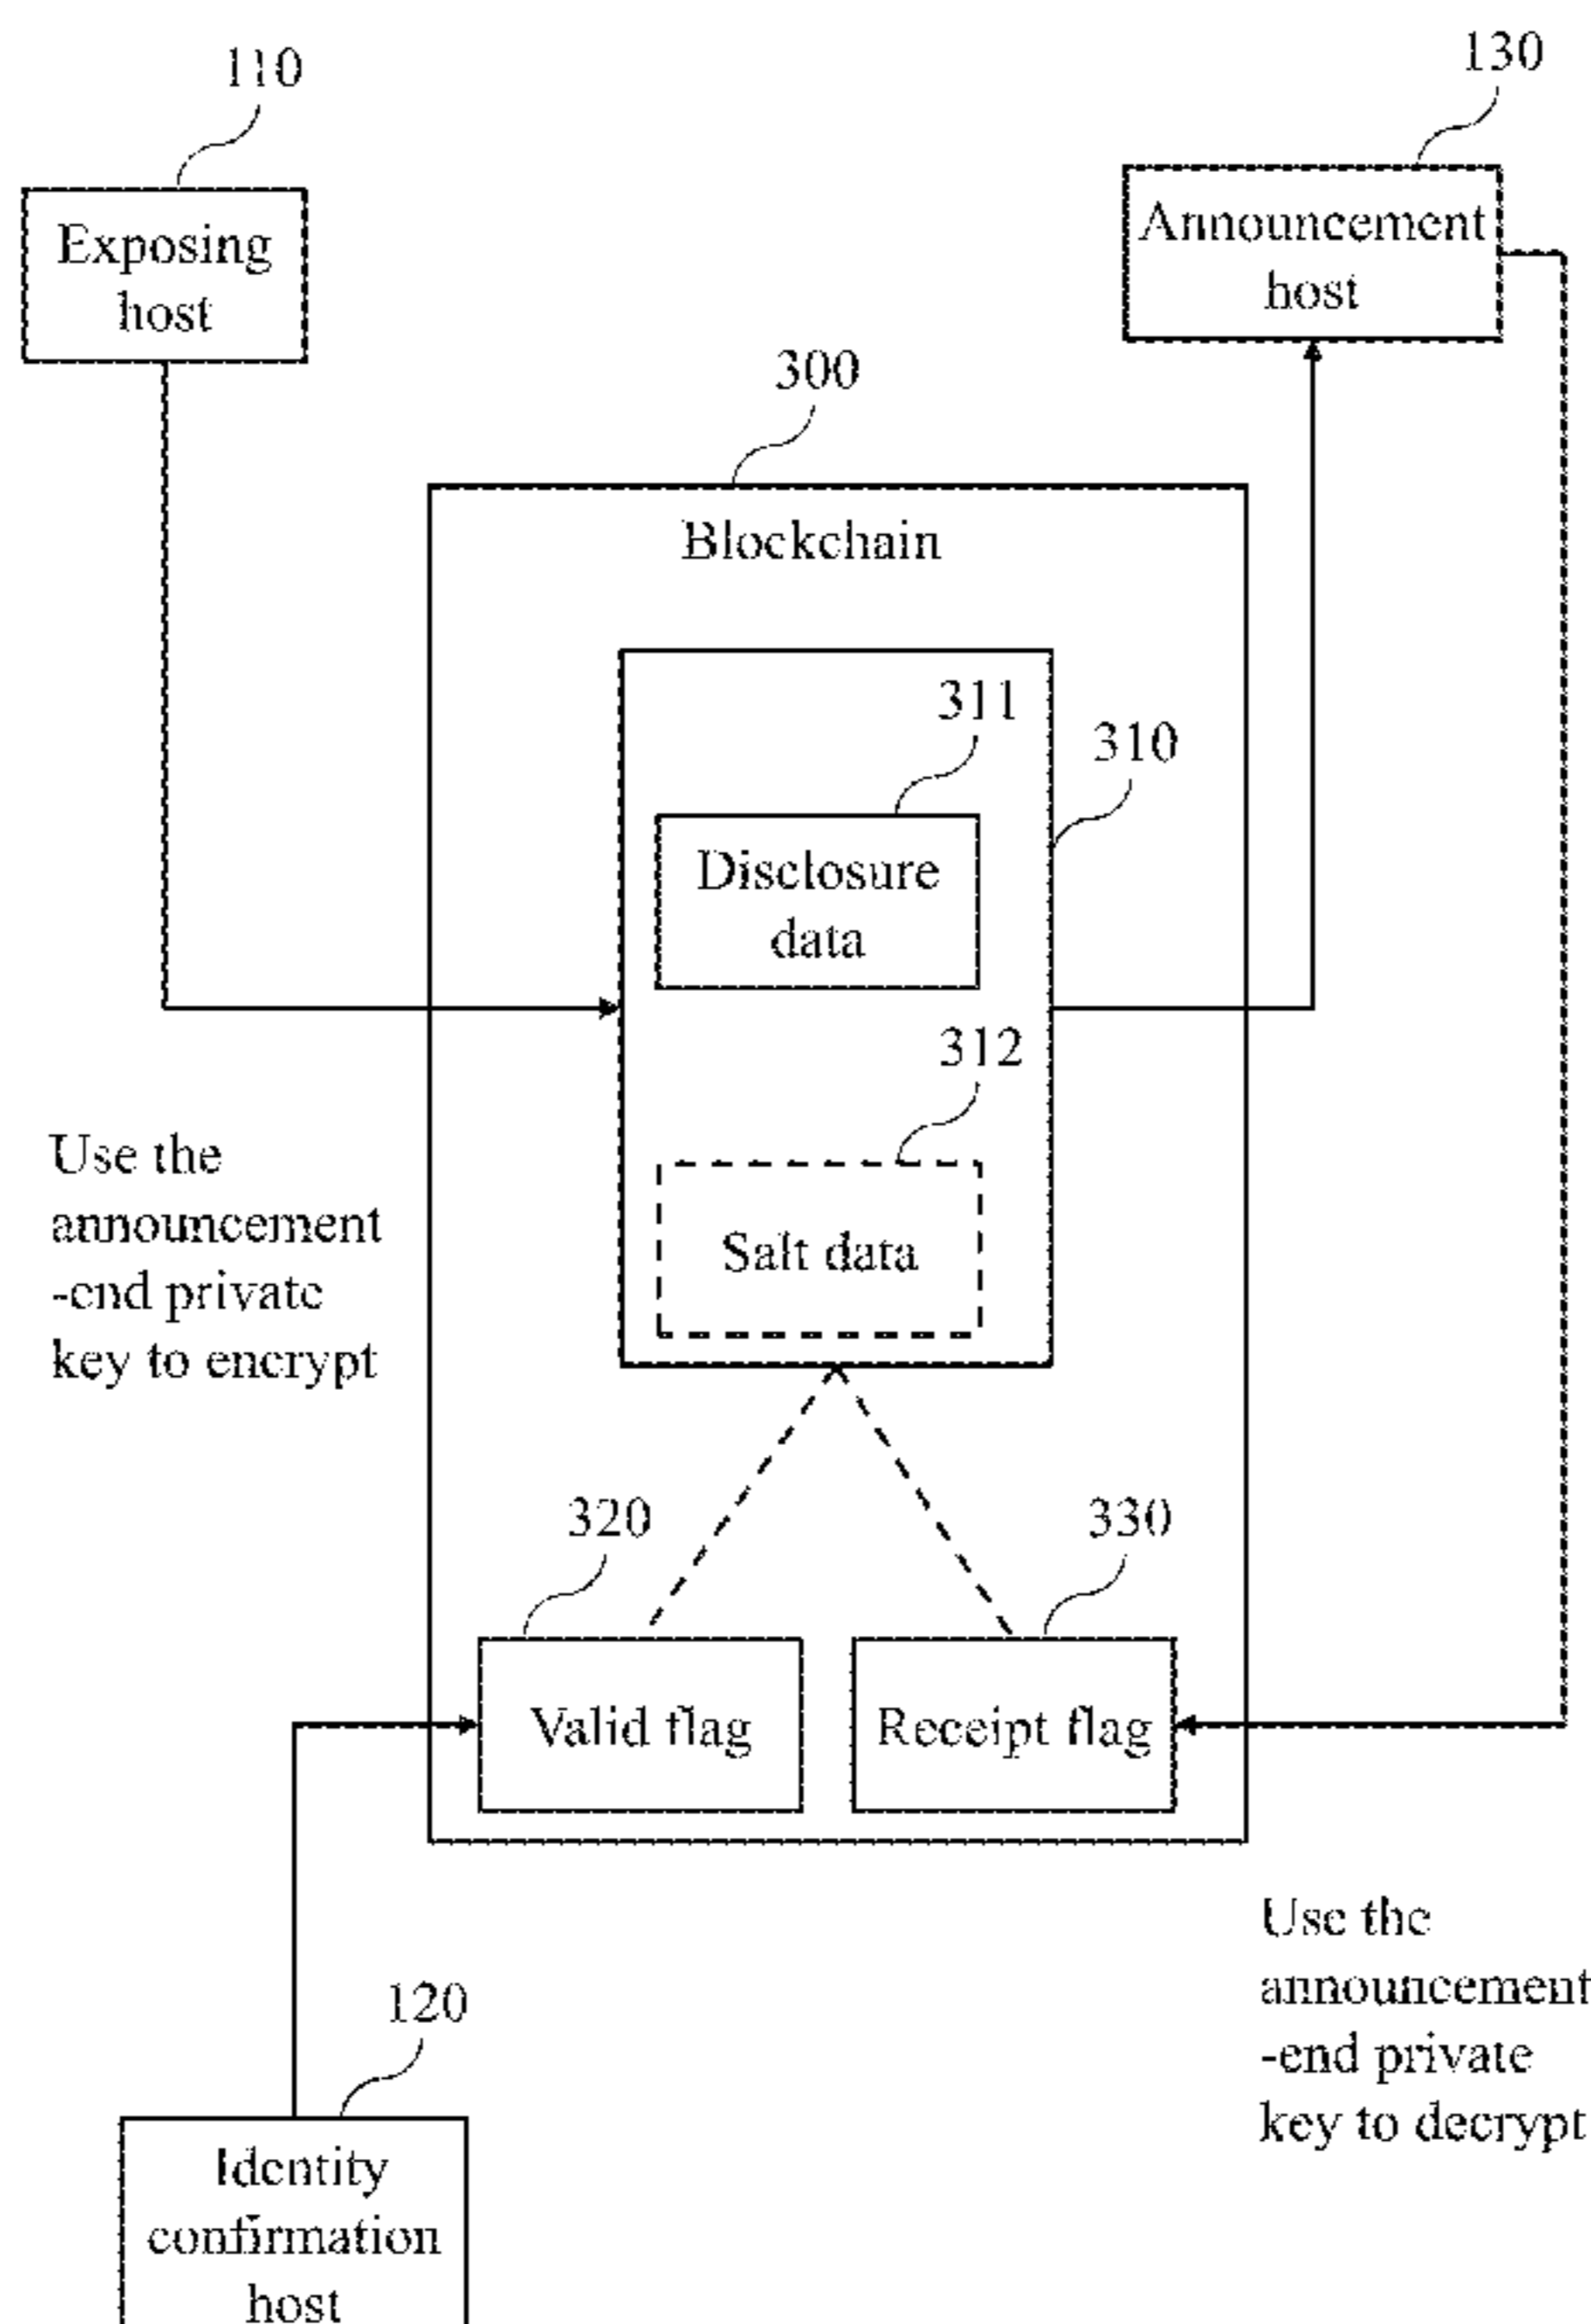 110
130
Exposing
host
Announcement
host
300
Blockchain
311
310
Disclosure
data
312
Salt data
Use the
announcement
-end private
key to encrypt
320
330
Valid flag
Receipt flag
Use the
announcement
-end private
key to decrypt
120
Identity
confirmation
host